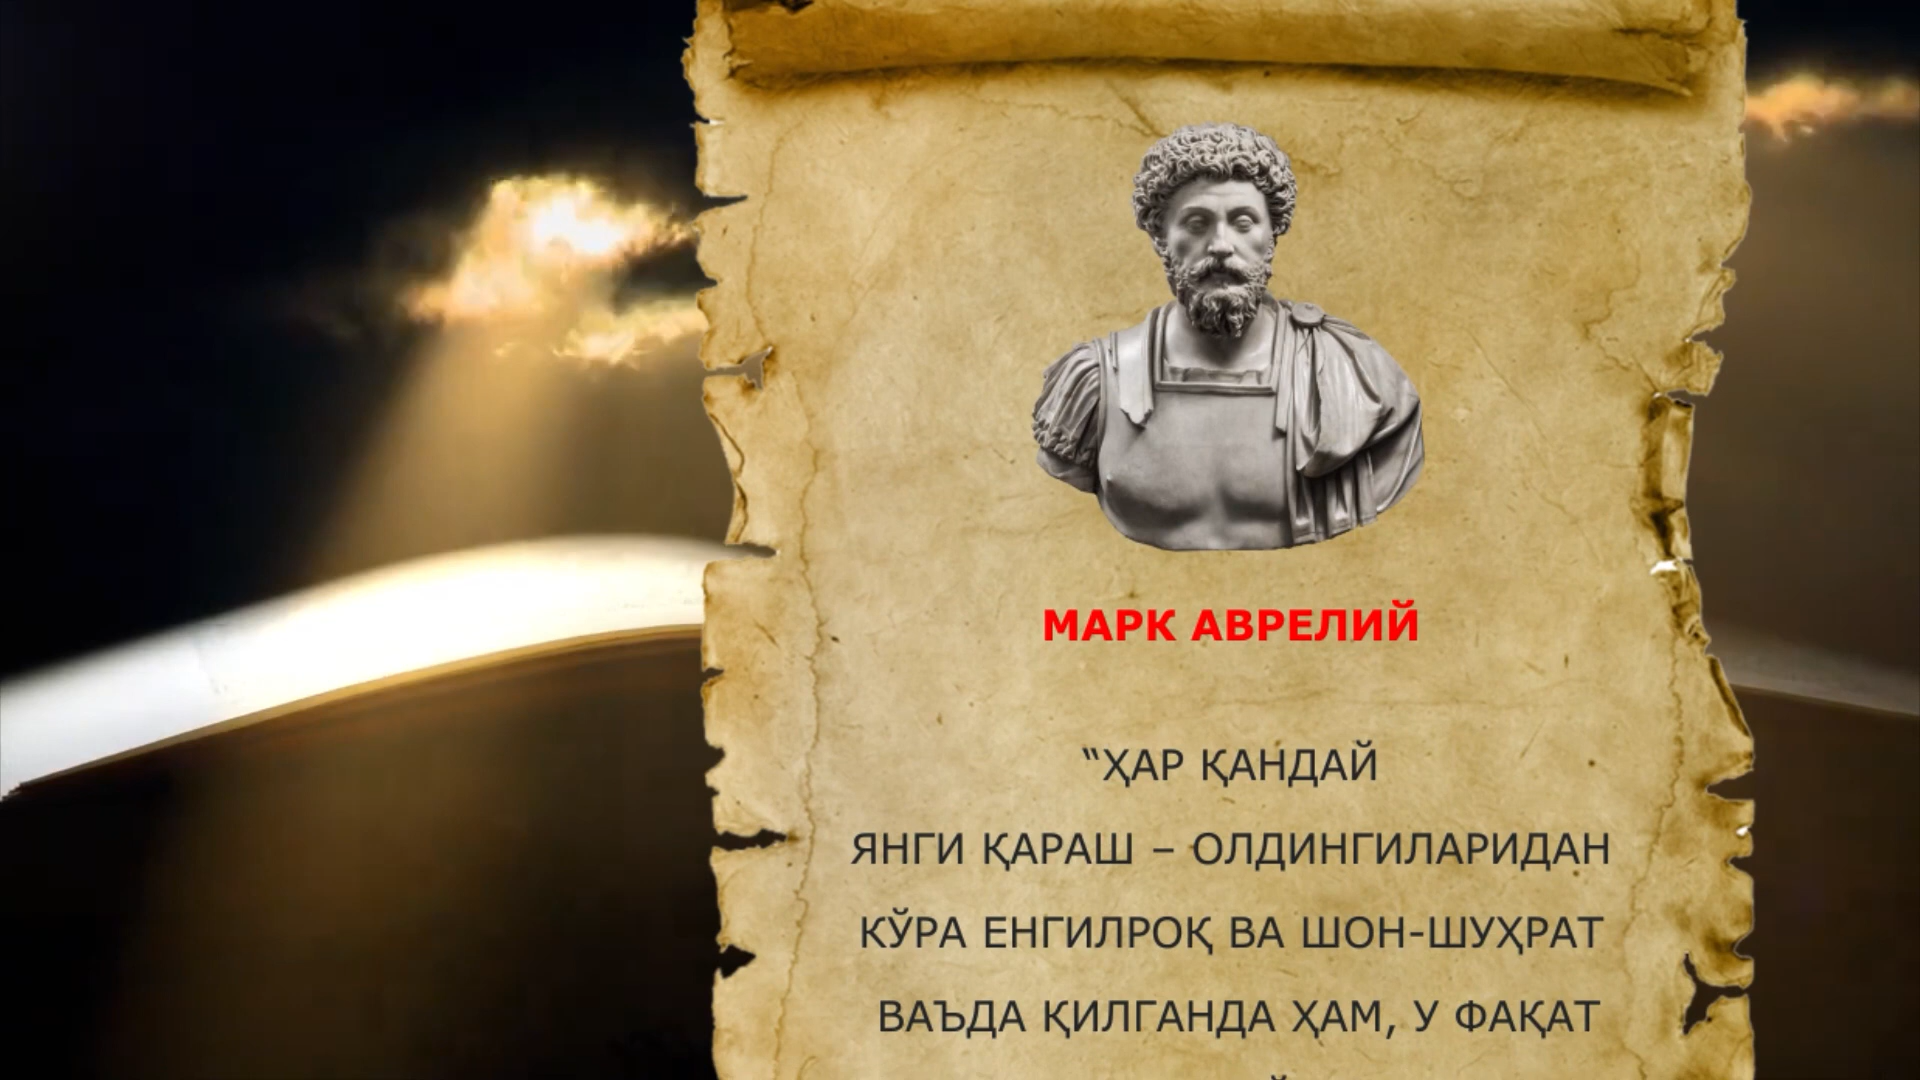 МАРК АВРЕЛИЙ
“ҲАР ҚАНДАЙ
ЯНГИ ҚАРАШ – ОЛДИНГИЛАРИДАН
КЎРА ЕНГИЛРОҚ ВА ШОН-ШУҲРАТ
ВАЪДА ҚИЛГАНДА ҲАМ, У ФАҚАТ